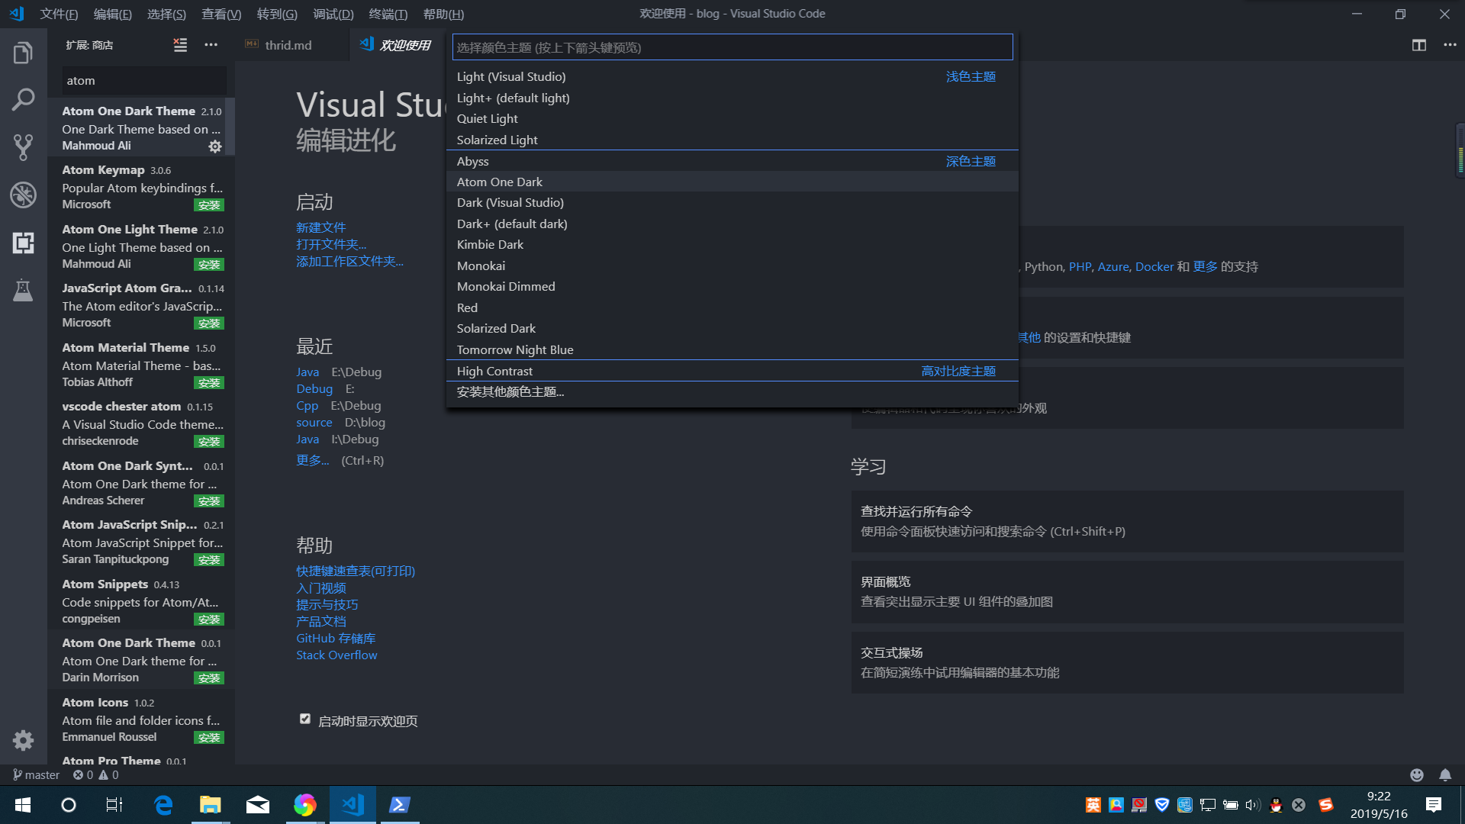 文件(F) 编辑(E) 选择(S) 查看(V) 转到(G) 调试(D) 终端(T) 帮助(H)
欢迎使用 - blog - Visual Studio Code
扩展: 商店
thrid.md
欢迎使用
atom
Atom One Dark Theme 2.1.0
One Dark Theme based on ...
Mahmoud Ali
Atom Keymap 3.0.6
Popular Atom keybindings f...
Microsoft 安装
Atom One Light Theme 2.1.0
One Light Theme based on ...
Mahmoud Ali 安装
JavaScript Atom Gra... 0.1.14
The Atom editor's JavaScrip...
Microsoft 安装
Atom Material Theme 1.5.0
Atom Material Theme - bas...
Tobias Althoff 安装
vscode chester atom 0.1.15
A Visual Studio Code theme...
chriseckenrode 安装
Atom One Dark Synt... 0.0.1
Atom One Dark theme for ...
Andreas Scherer 安装
Atom JavaScript Snip... 0.2.1
Atom JavaScript Snippet for...
Saran Tanpituckpong 安装
Atom Snippets 0.4.13
Code snippets for Atom/At...
congpeisen 安装
Atom One Dark Theme 0.0.1
Atom One Dark theme for ...
Darin Morrison 安装
Atom Icons 1.0.2
Atom file and folder icons f...
Emmanuel Roussel 安装
Atom Pro Theme 0.0.1
选择颜色主题 (按上下箭头键预览)
Light (Visual Studio) 浅色主题
Light+ (default light)
Quiet Light
Solarized Light
Abyss 深色主题
Atom One Dark
Dark (Visual Studio)
Dark+ (default dark)
Kimbie Dark
Monokai
Monokai Dimmed
Red
Solarized Dark
Tomorrow Night Blue
High Contrast 高对比度主题
安装其他颜色主题...
Visual Stu
编辑进化
启动
新建文件
打开文件夹...
添加工作区文件夹...
最近
Java E:\Debug
Debug E:
Cpp E:\Debug
source D:\blog
Java I:\Debug
更多... (Ctrl+R)
帮助
快捷键速查表(可打印)
入门视频
提示与技巧
产品文档
GitHub 存储库
Stack Overflow
启动时显示欢迎页
, Python, PHP, Azure, Docker 和 更多 的支持
其他 的设置和快捷键
的外观
学习
查找并运行所有命令
使用命令面板快速访问和搜索命令 (Ctrl+Shift+P)
界面概览
查看突出显示主要 UI 组件的叠加图
交互式操场
在简短演练中试用编辑器的基本功能
master 0 0
英
9:22
2019/5/16